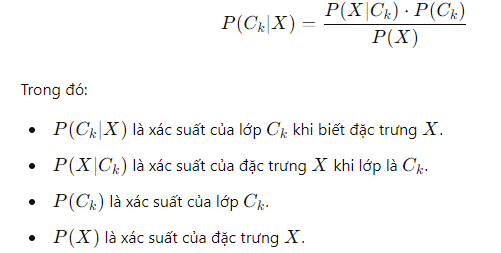 P(C_k|X) = \frac{P(X|C_k) \cdot P(C_k)}{P(X)}
Trong đó:
• P(C_k|X) là xác suất của lớp C_k khi biết đặc trưng X.
• P(X|C_k) là xác suất của đặc trưng X khi lớp là C_k.
• P(C_k) là xác suất của lớp C_k.
• P(X) là xác suất của đặc trưng X.